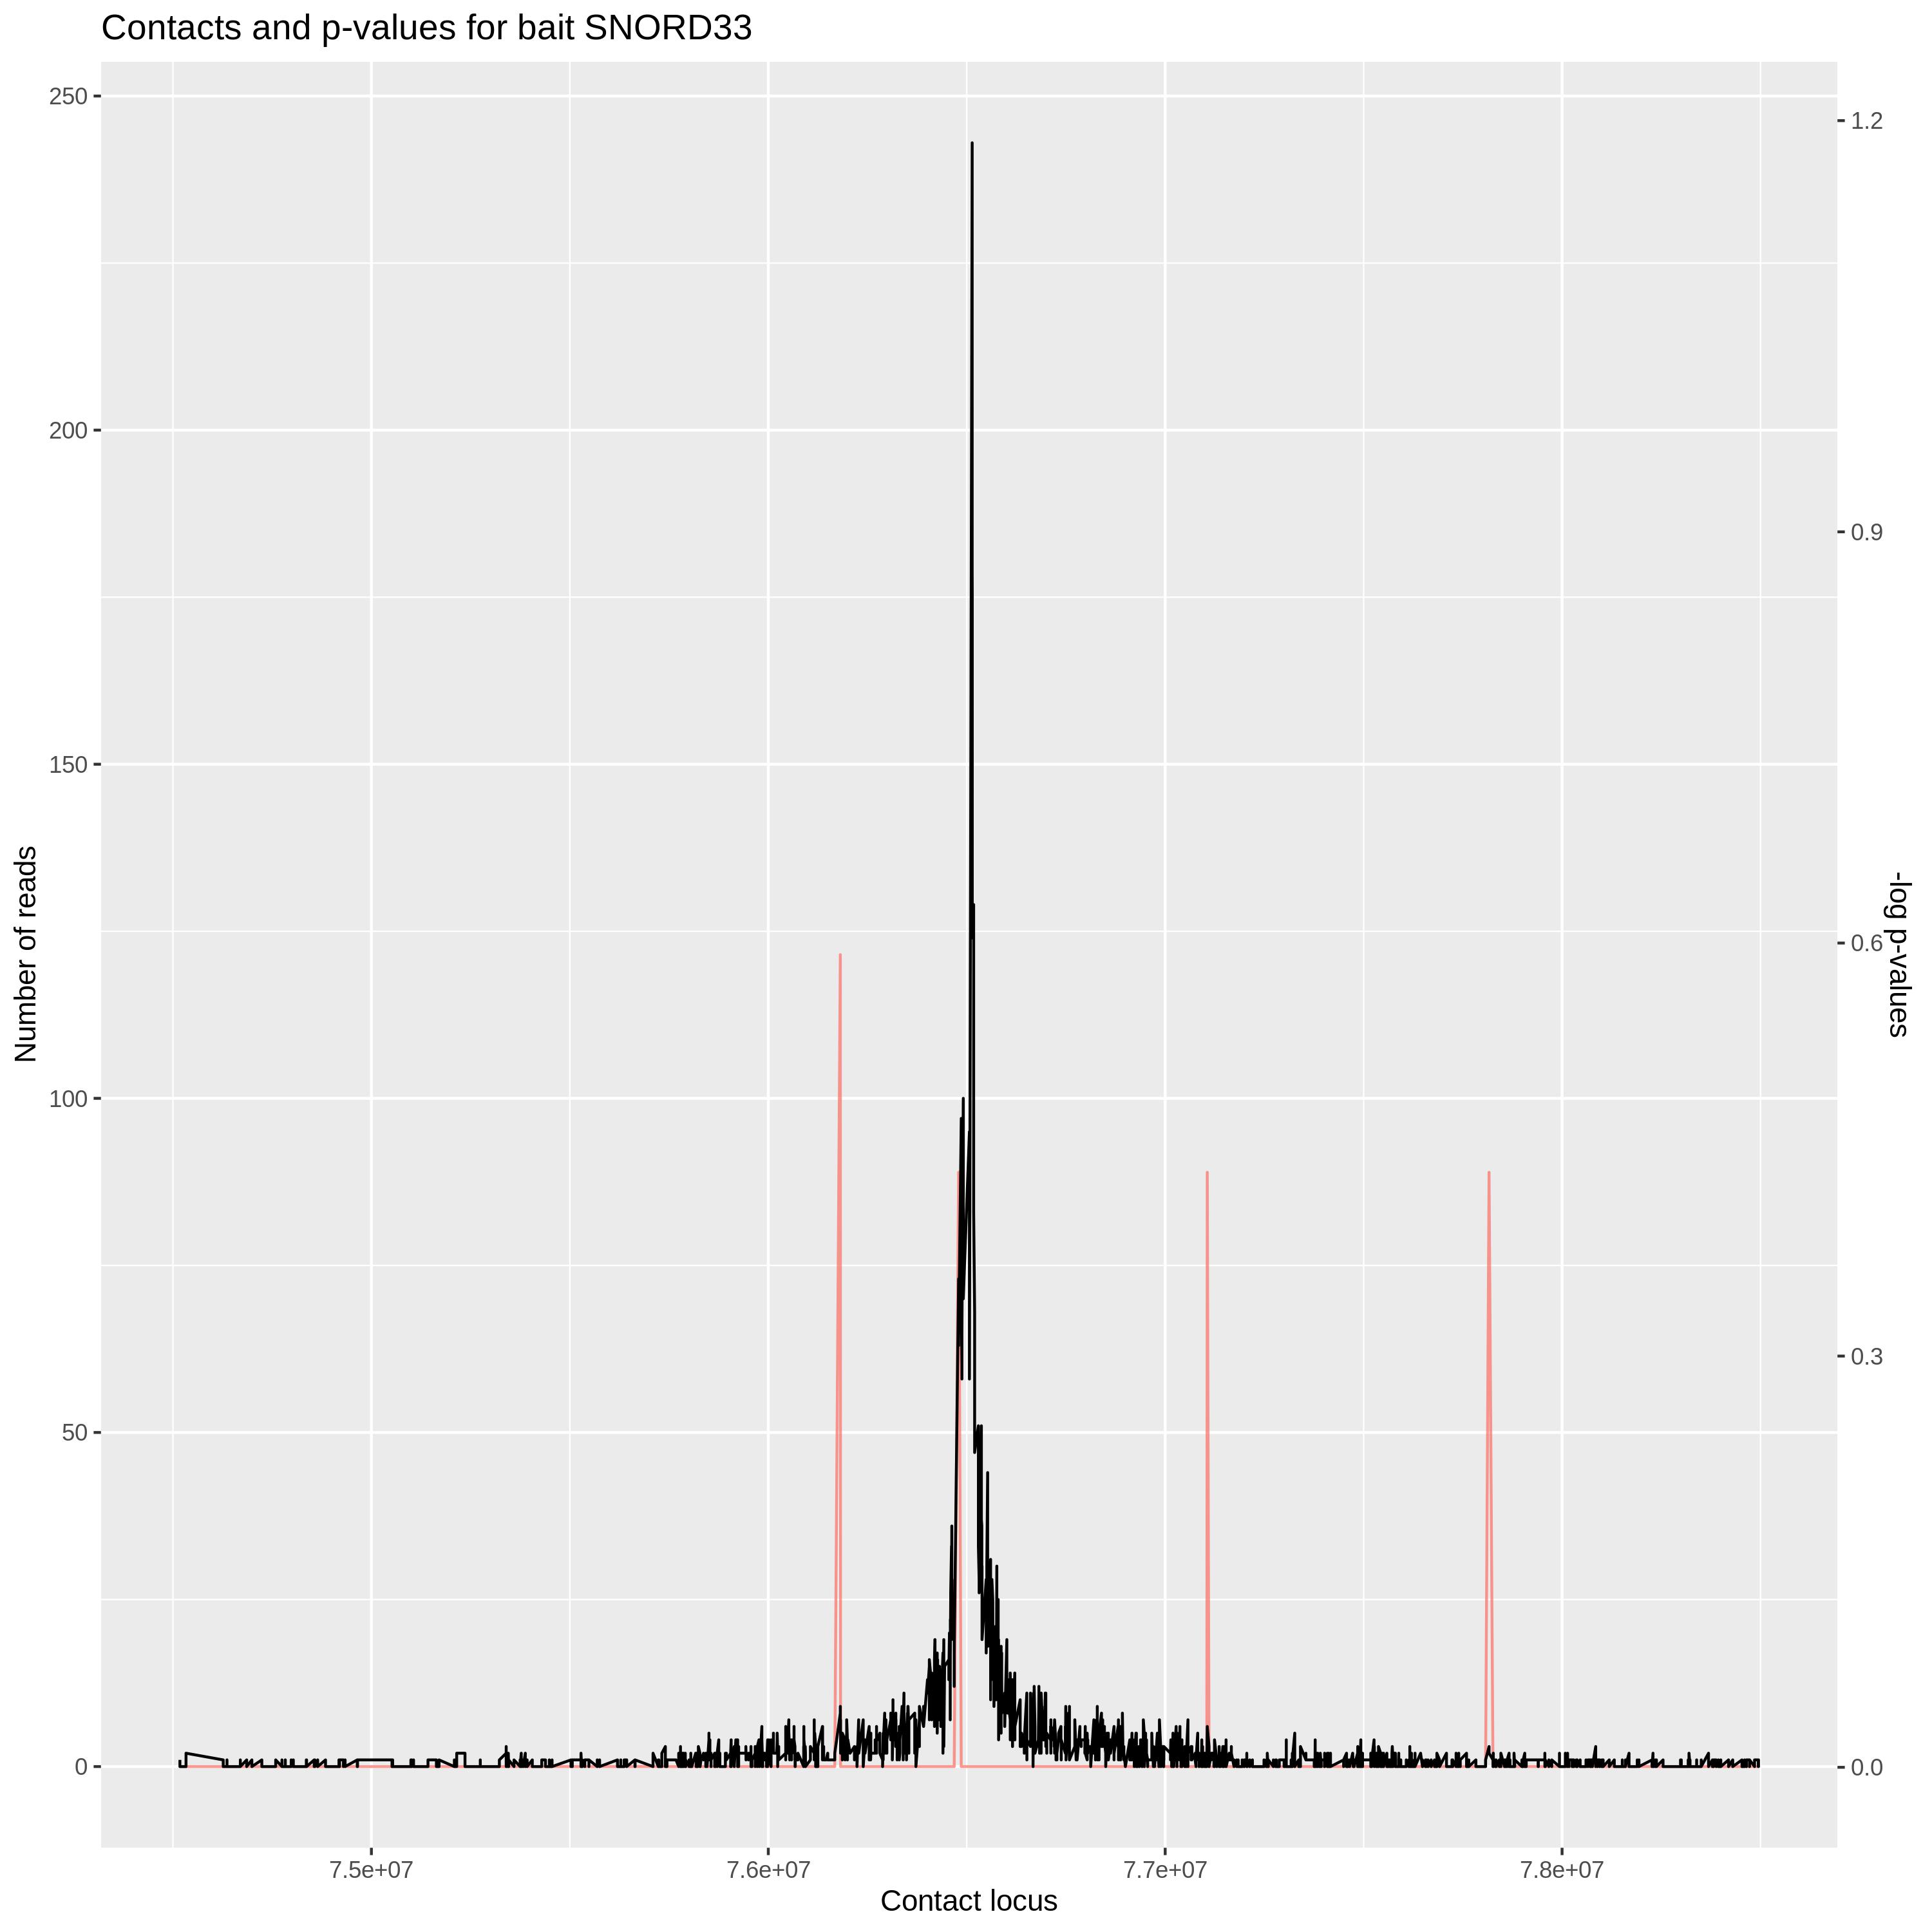 Contacts and p-values for bait SNORD33
250
200
150
100
50
0
Number of reads
1.2
0.9
0.6
0.3
0.0
-log p-values
7.5e+07
7.6e+07
7.7e+07
7.8e+07
Contact locus